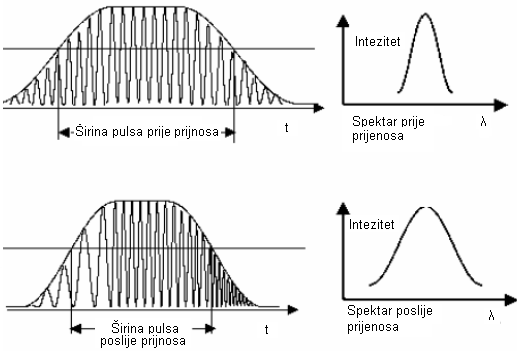 Intezitet
Širina pulsa prije prijnosa
t
Spektar prije
prijenosa
λ
Intezitet
Širina pulsa
poslije prijnosa
t
Spektar poslije
prijenosa
λ